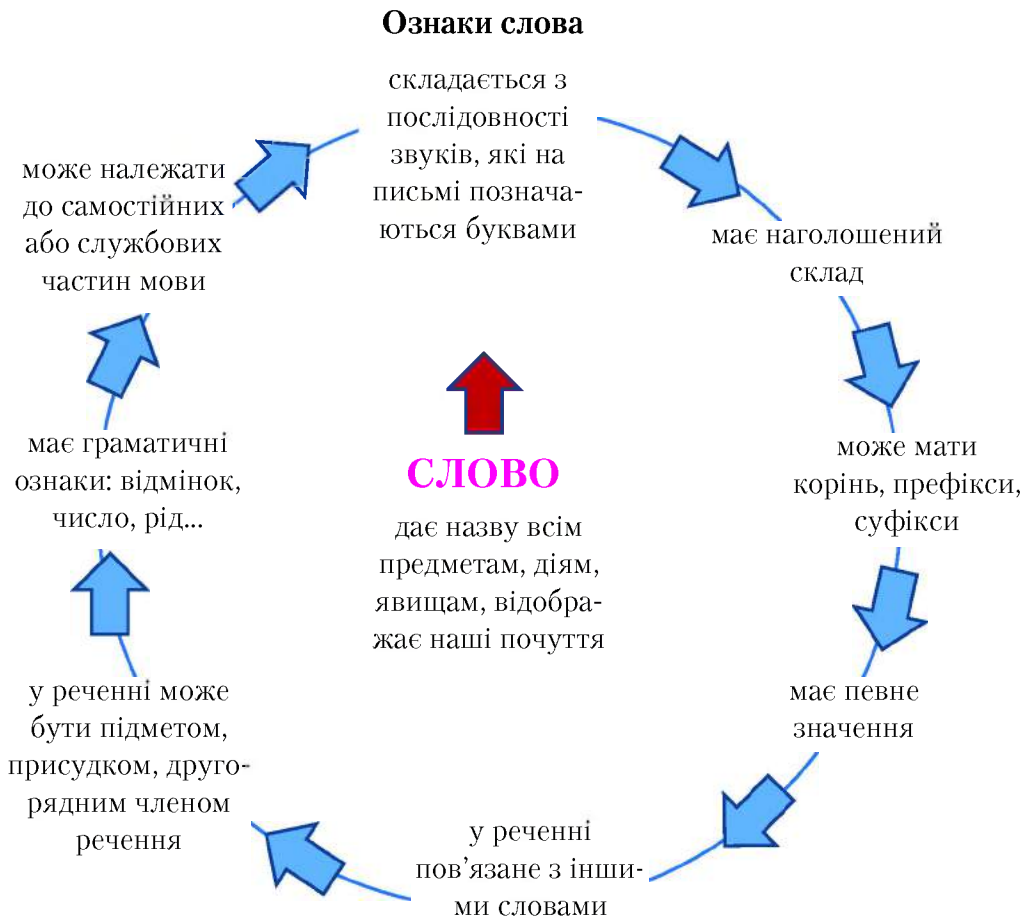 Ознаки слова
складається з
послідовності
звуків, які на
письмі познача-
ються буквами
має наголошений
склад
може мати
корінь, префікси,
суфікси
має певне
значення
у реченні
пов’язане з інши-
ми словами
у реченні може
бути підметом,
присудком, друго-
рядним членом
речення
має граматичні
ознаки: відмінок,
число, рід...
може належати
до самостійних
або службових
частин мови
СЛОВО
дає назву всім
предметам, діям,
явищам, відобра-
жає наші почуття